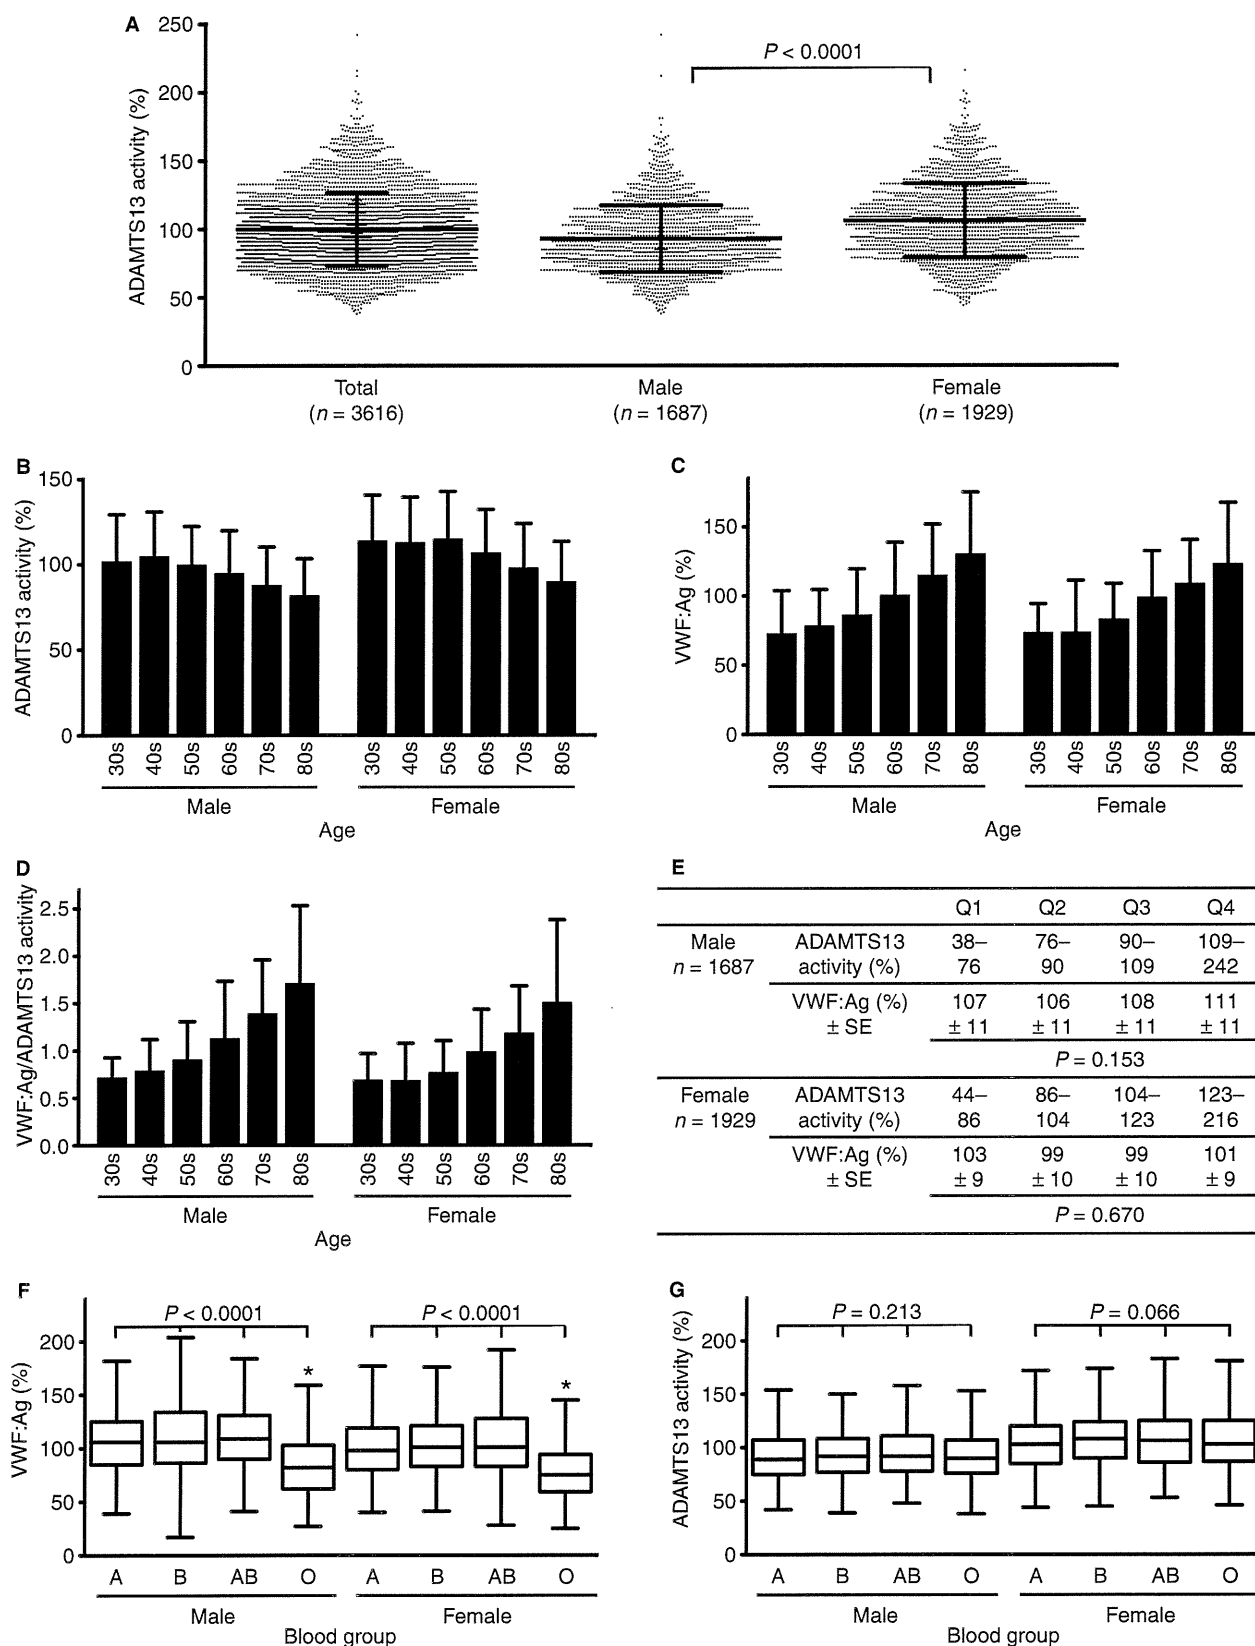 A
250
200
150
100
50
0
ADAMTS13 activity (%)
P < 0.0001
Total
Male
Female
(n = 3616)
(n = 1687)
(n = 1929)
B
150
100
50
0
ADAMTS13 activity (%)
30s 40s 50s 60s 70s 80s 30s 40s 50s 60s 70s 80s
Male Female
Age
C
150
100
50
0
VWF:Ag (%)
30s 40s 50s 60s 70s 80s 30s 40s 50s 60s 70s 80s
Male Female
Age
D
2.5
2.0
1.5
1.0
0.5
0.0
VWF:Ag/ADAMTS13 activity
30s 40s 50s 60s 70s 80s 30s 40s 50s 60s 70s 80s
Male Female
Age
E
Q1 Q2 Q3 Q4
Male ADAMTS13 38– 76– 90– 109–
n = 1687 activity (%) 76 90 109 242
VWF:Ag (%) 107 106 108 111
± SE ± 11 ± 11 ± 11 ± 11
P = 0.153
Female ADAMTS13 44– 86– 104– 123–
n = 1929 activity (%) 86 104 123 216
VWF:Ag (%) 103 99 99 101
± SE ± 9 ± 10 ± 10 ± 9
P = 0.670
F
200
150
100
50
0
VWF:Ag (%)
P < 0.0001 P < 0.0001
* *
A B AB O A B AB O
Male Female
Blood group
G
200
150
100
50
0
ADAMTS13 activity (%)
P = 0.213 P = 0.066
A B AB O A B AB O
Male Female
Blood group